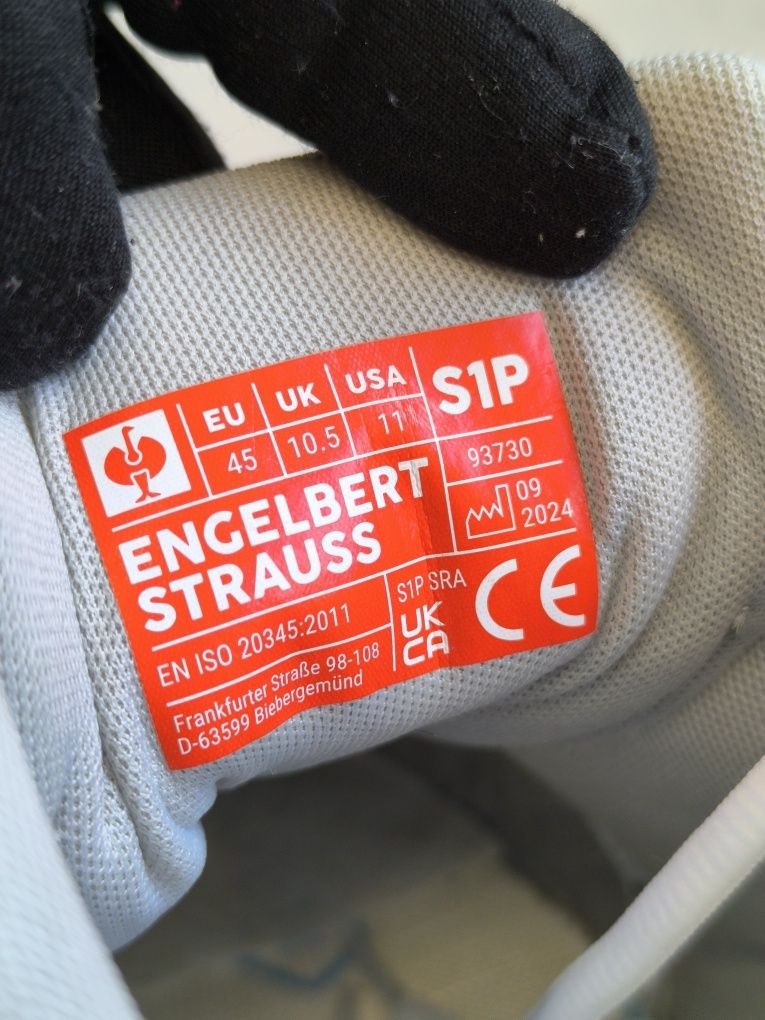 EU UK USA S1P
45 10.5 11
93730
ENGELBERT
STRAUSS
09
2024
EN ISO 20345:2011
S1P SRA
UK
CA
CE
Frankfurter Straße 98-108
D-63599 Biebergemünd